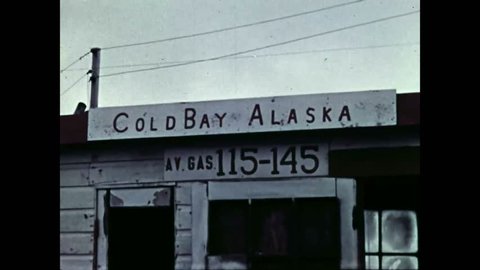 COLD BAY ALASKA
AV. GAS. 115-145